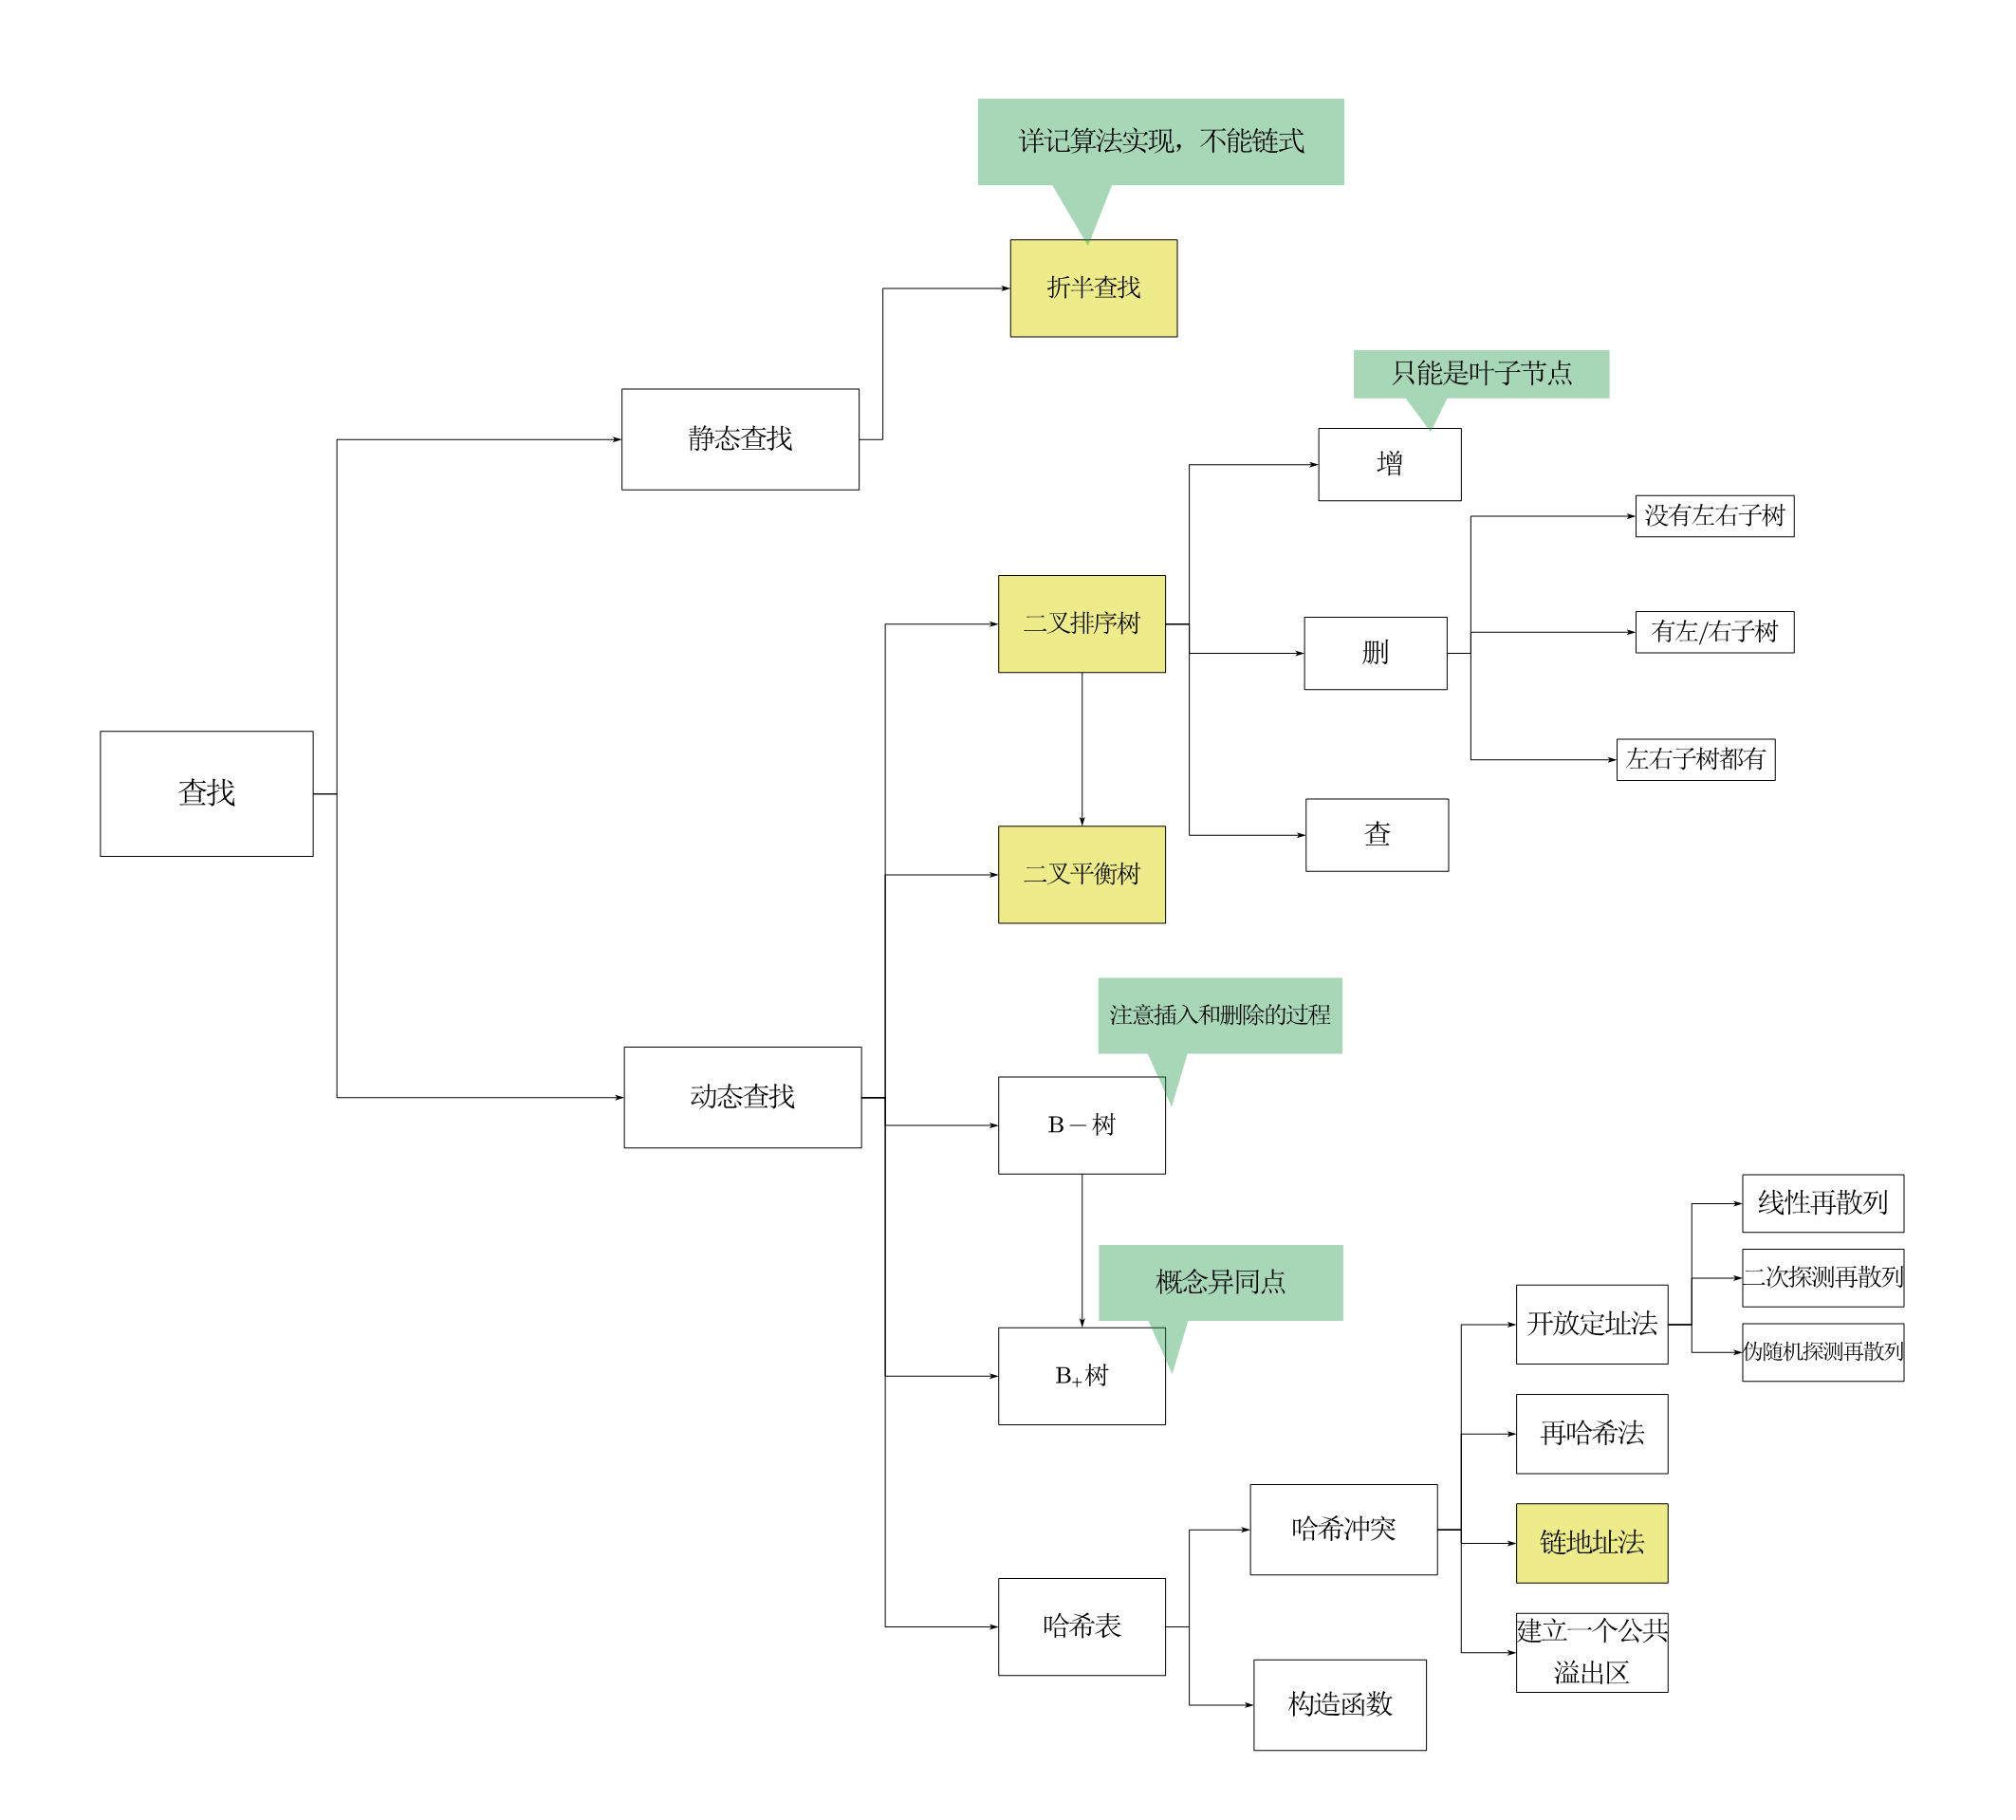 详记算法实现，不能链式
折半查找
只能是叶子节点
静态查找
增
没有左右子树
二叉排序树
有左/右子树
删
左右子树都有
查找
查
二叉平衡树
注意插入和删除的过程
动态查找
B－树
线性再散列
概念异同点
二次探测再散列
开放定址法
伪随机探测再散列
B₊树
再哈希法
哈希冲突
链地址法
哈希表
建立一个公共
溢出区
构造函数